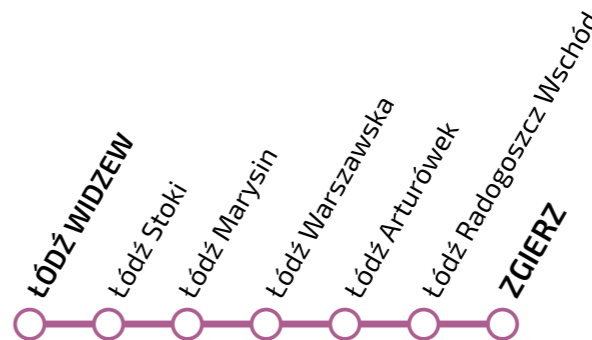 ŁÓDŹ WIDZEW
Łódź Stoki
Łódź Marysin
Łódź Warszawska
Łódź Arturówek
Łódź Radogoszcz Wschód
ZGIERZ